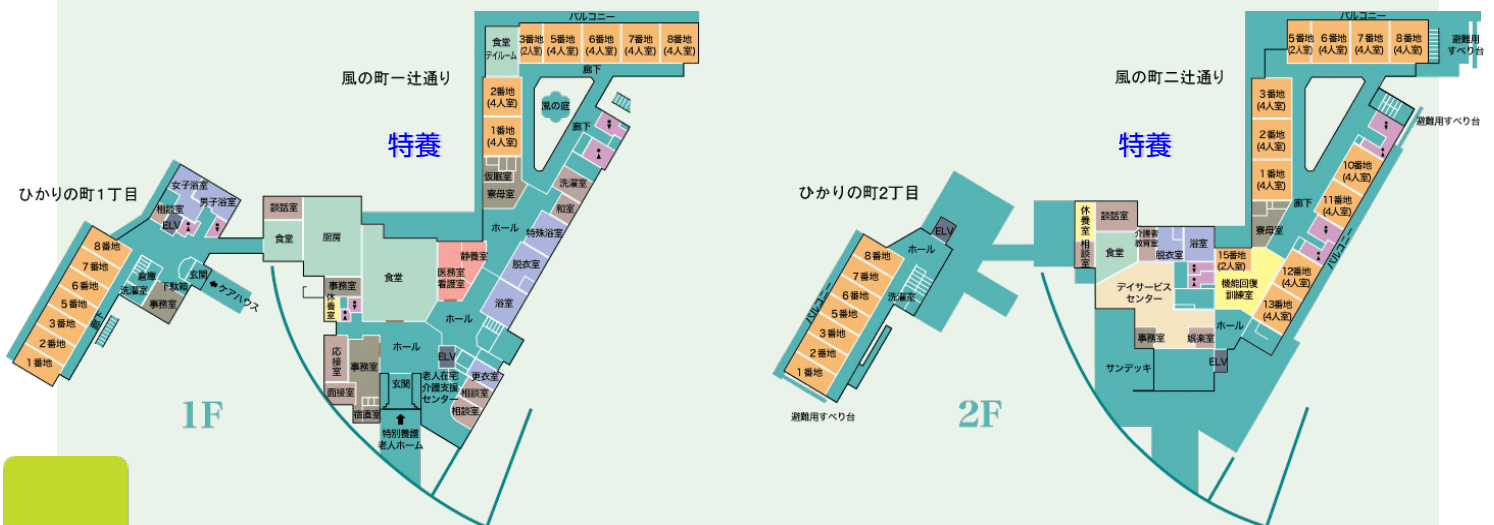 バルコニー
食堂
デイルーム
3番地
(2人室)
5番地
(4人室)
6番地
(4人室)
7番地
(4人室)
8番地
(4人室)
廊下
風の町一辻通り
2番地
(4人室)
風の庭
特養
1番地
(4人室)
廊下
仮眠室
寮母室
洗濯室
和室
ホール
特殊浴室
脱衣室
浴室
ひかりの町1丁目
女子浴室
男子浴室
相談室
ELV
談話室
食堂
厨房
食堂
静養室
医務室
看護室
8番地
7番地
6番地
5番地
3番地
2番地
1番地
倉庫
洗濯室
下駄箱
玄関
事務室
ケアハウス
廊下
事務室
休養室
ホール
ホール
ELV
応接室
事務室
面接室
宿直室
玄関
老人在宅
介護支援
センター
更衣室
相談室
相談室
特別養護
老人ホーム
1F
バルコニー
5番地
(2人室)
6番地
(4人室)
7番地
(4人室)
8番地
(4人室)
避難用
すべり台
風の町二辻通り
3番地
(4人室)
避難用すべり台
特養
2番地
(4人室)
1番地
(4人室)
10番地
(4人室)
11番地
(4人室)
廊下
寮母室
バルコニー
12番地
(4人室)
13番地
(4人室)
ひかりの町2丁目
休養室
談話室
相談室
食堂
介護者
教育室
脱衣室
浴室
15番地
(2人室)
機能回復
訓練室
デイサービス
センター
ELV
ホール
8番地
7番地
6番地
5番地
3番地
2番地
1番地
洗濯室
バルコニー
事務室
娯楽室
ホール
ELV
サンデッキ
避難用すべり台
2F